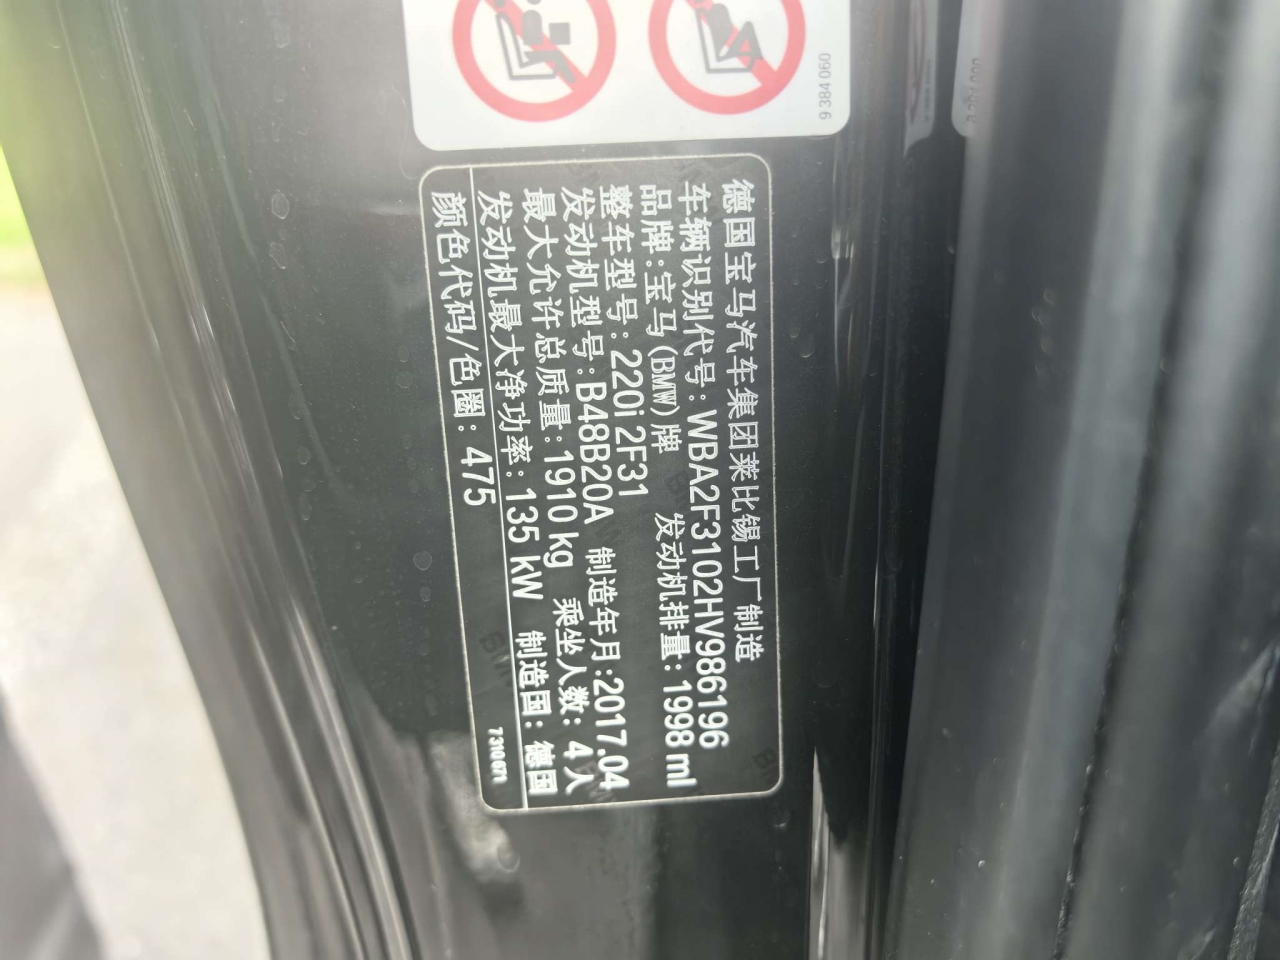 9 384 060
德国宝马汽车集团莱比锡工厂制造
车辆识别代号: WBA2F3102HV986196
品牌:宝马(BMW)牌 发动机排量: 1998 ml
整车型号: 220i 2F31
发动机型号: B48B20A 制造年月:2017.04
最大允许总质量: 1910 kg 乘坐人数: 4人
发动机最大净功率: 135 kW 制造国: 德国
颜色代码/色圈: 475
7310671